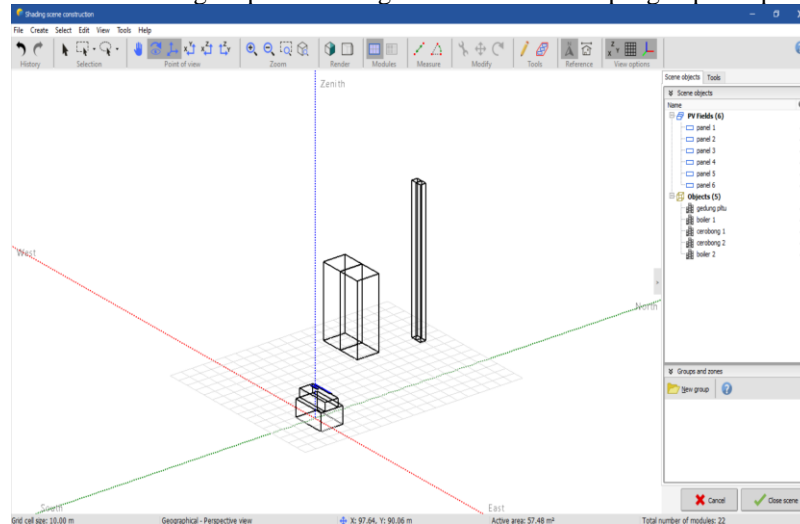 Shading scene construction
File Create Select Edit View Tools Help
History Selection Point of view Zoom Render Modules Measure Modify Tools Reference View options
Scene objects Tools
Scene objects
Name
PV Fields (6)
panel 1
panel 2
panel 3
panel 4
panel 5
panel 6
Objects (5)
gedung pltu
boiler 1
cerobong 1
cerobong 2
boiler 2
Zenith
West
North
South
East
Groups and zones
New group
Cancel Close scene
Grid cell size: 10.00 m Geographical - Perspective view X: 97.64, Y: 90.06 m Active area: 57.48 m² Total number of modules: 22